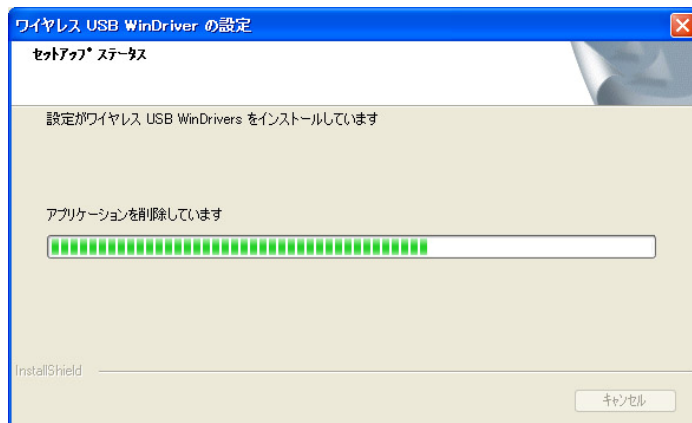 ワイヤレス USB WinDriver の設定
セットアップ ステータス
設定がワイヤレス USB WinDrivers をインストールしています
アプリケーションを削除しています
InstallShield
キャンセル